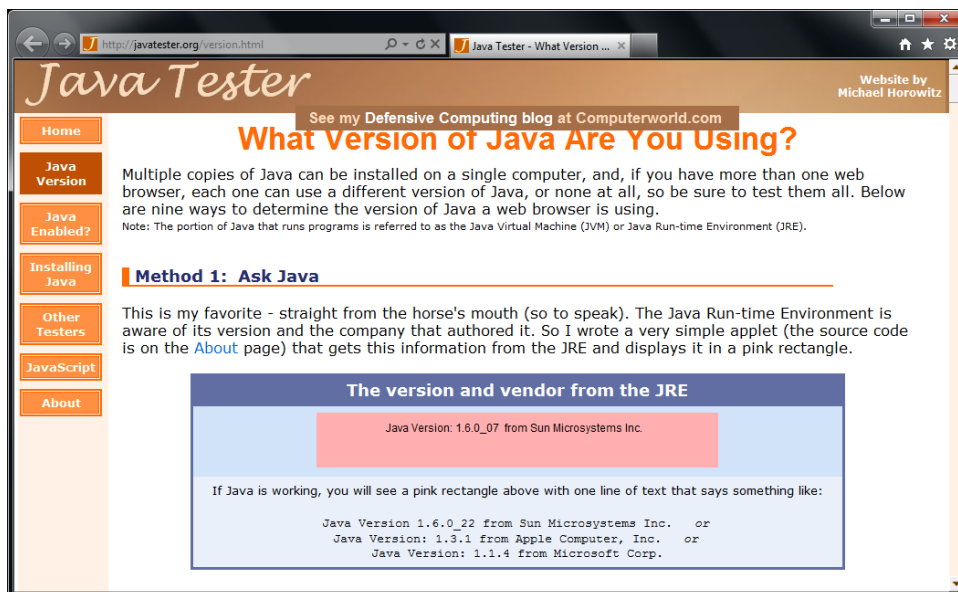 http://javatester.org/version.html
Java Tester - What Version ...
Java Tester
Website by
Michael Horowitz
See my Defensive Computing blog at Computerworld.com
Home
Java
Version
Java
Enabled?
Installing
Java
Other
Testers
JavaScript
About
What Version of Java Are You Using?
Multiple copies of Java can be installed on a single computer, and, if you have more than one web
browser, each one can use a different version of Java, or none at all, so be sure to test them all. Below
are nine ways to determine the version of Java a web browser is using.
Note: The portion of Java that runs programs is referred to as the Java Virtual Machine (JVM) or Java Run-time Environment (JRE).
Method 1: Ask Java
This is my favorite - straight from the horse's mouth (so to speak). The Java Run-time Environment is
aware of its version and the company that authored it. So I wrote a very simple applet (the source code
is on the About page) that gets this information from the JRE and displays it in a pink rectangle.
The version and vendor from the JRE
Java Version: 1.6.0_07 from Sun Microsystems Inc.
If Java is working, you will see a pink rectangle above with one line of text that says something like:
Java Version 1.6.0_22 from Sun Microsystems Inc. or
Java Version: 1.3.1 from Apple Computer, Inc. or
Java Version: 1.1.4 from Microsoft Corp.